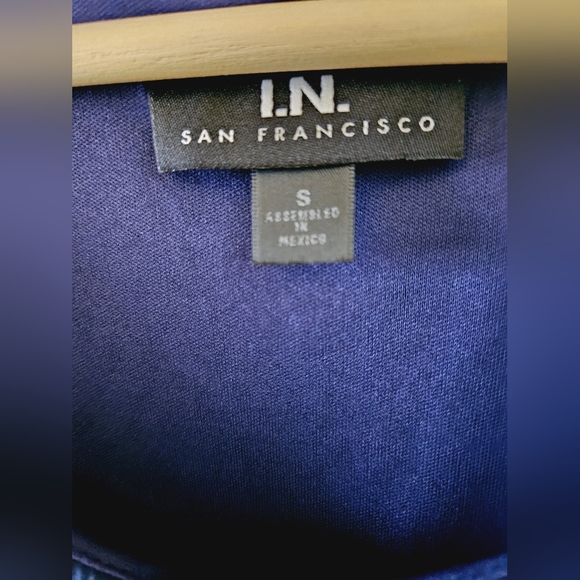 I.N.
SAN FRANCISCO
S
ASSEMBLED
IN
MEXICO